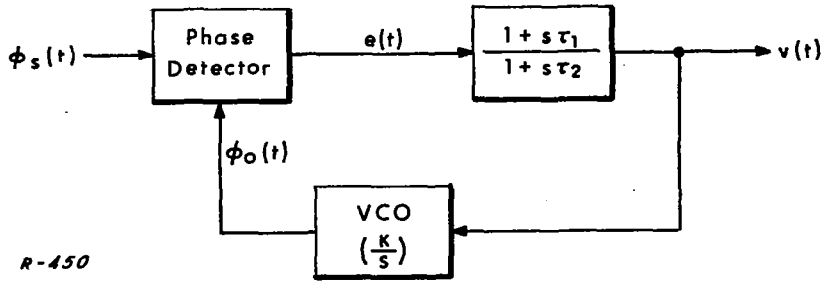 ϕs(t)
Phase
Detector
e(t)
1 + sτ1
1 + sτ2
v(t)
ϕo(t)
VCO
(K/S)
R-450